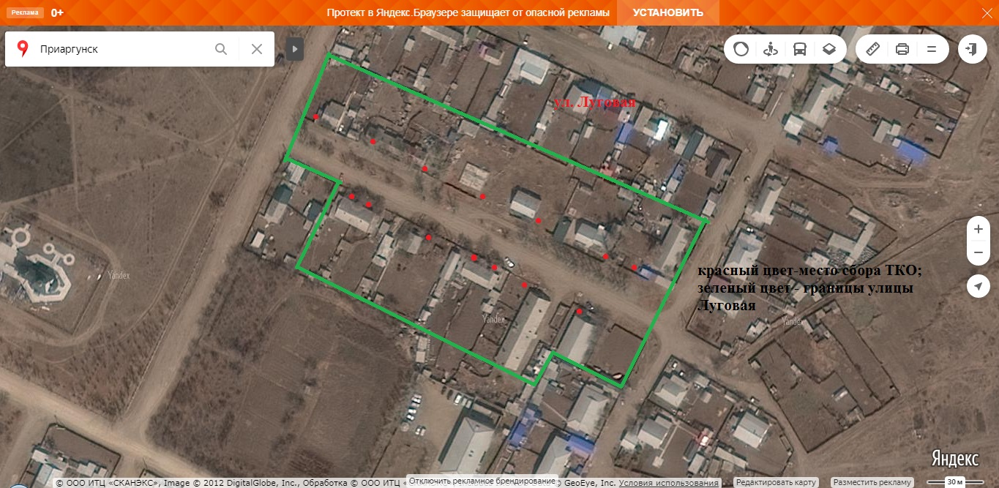 Реклама
0+
Протект в Яндекс.Браузере защищает от опасной рекламы
УСТАНОВИТЬ
Приаргунск
ул. Луговая
красный цвет-место сбора ТКО;
зеленый цвет - границы улицы
Луговая
Yandex
Yandex
Yandex
Яндекс
© ООО ИТЦ «СКАНЭКС», Image © 2012 DigitalGlobe, Inc., Обработка © ООО ИТЦ «
Отключить рекламное брендирование
GeoEye, Inc. Условия использования
Редактировать карту
Разместить рекламу
30 м